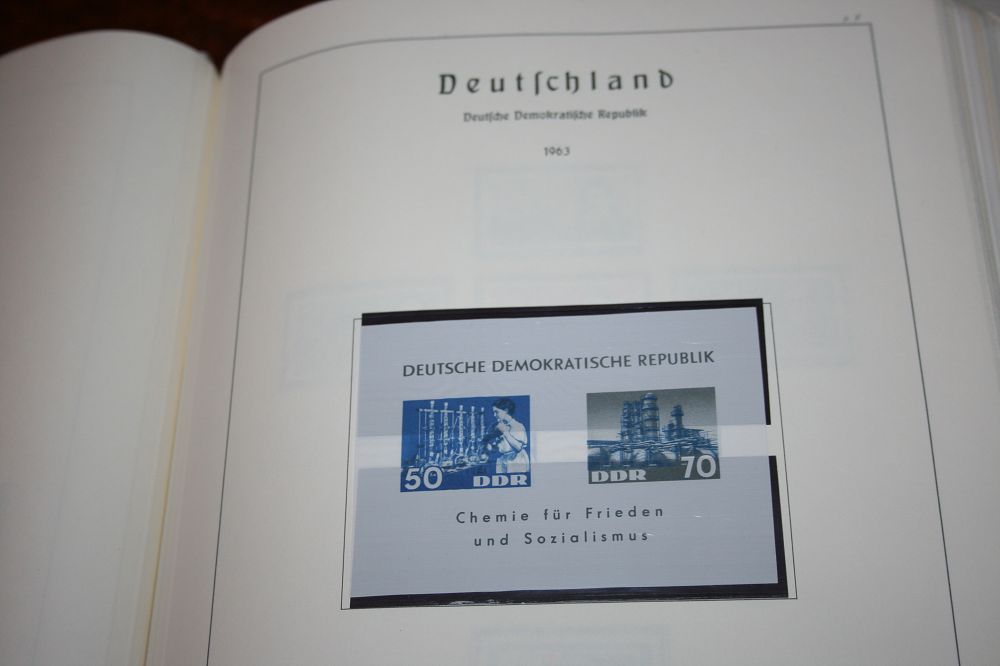 Deutſchland
Deutſche Demokratiſche Republik
1963
DEUTSCHE DEMOKRATISCHE REPUBLIK
50 DDR
DDR 70
Chemie für Frieden
und Sozialismus